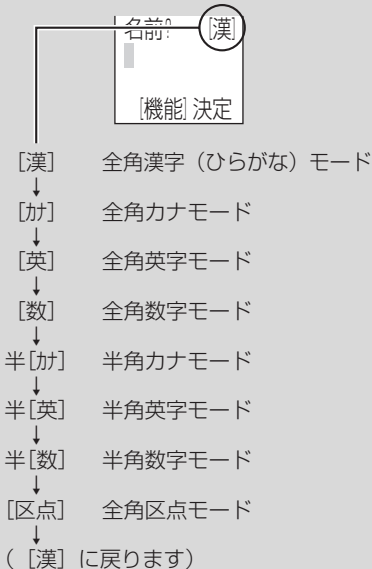 名前? [漢]
[機能] 決定
[漢] 全角漢字（ひらがな）モード
[カナ] 全角カナモード
[英] 全角英字モード
[数] 全角数字モード
半[カナ] 半角カナモード
半[英] 半角英字モード
半[数] 半角数字モード
[区点] 全角区点モード
（［漢］に戻ります）